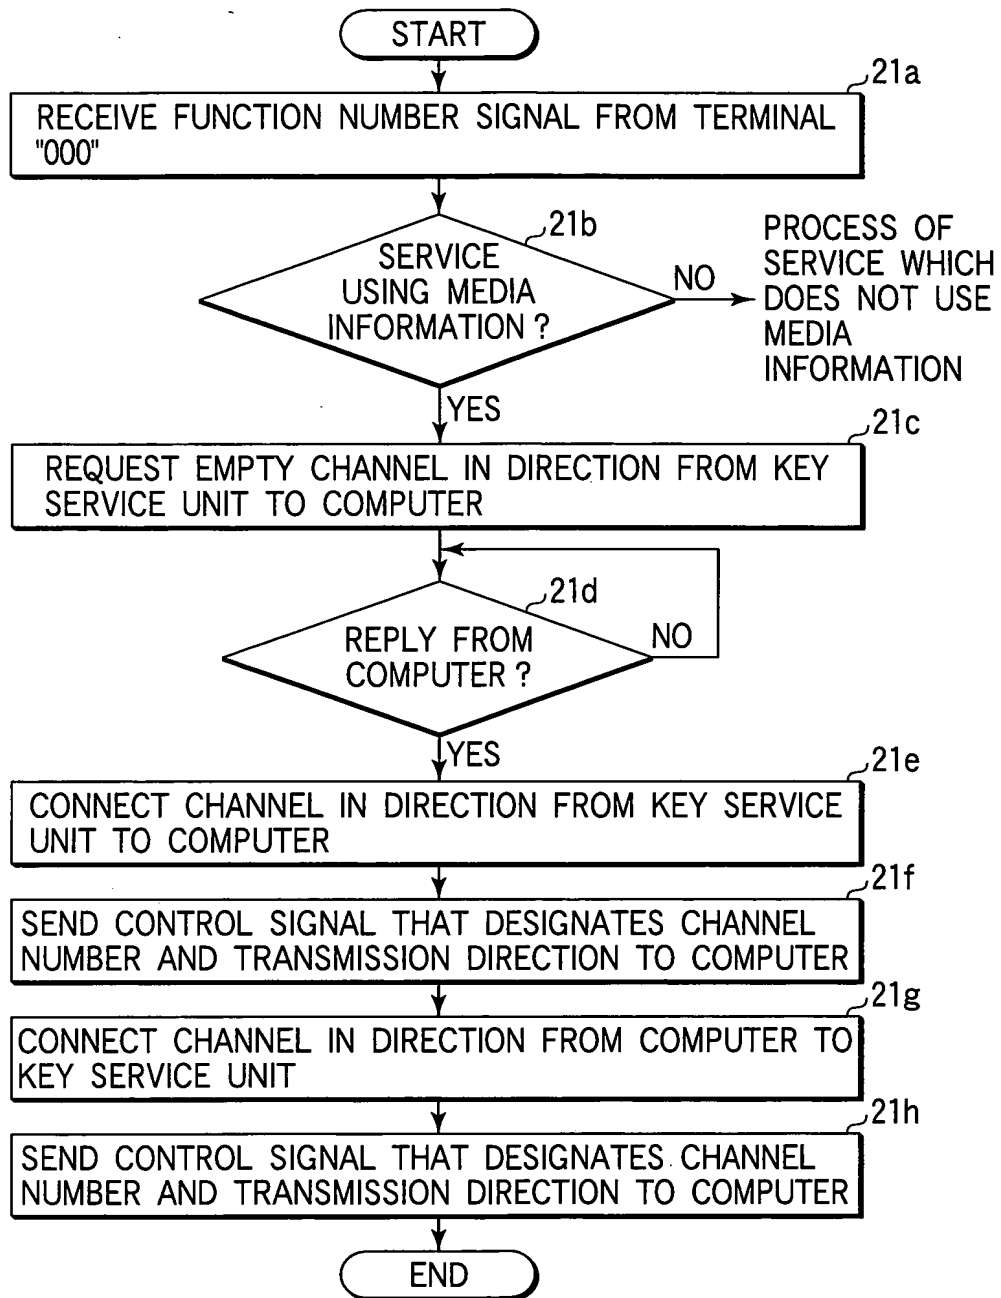 START
21a
RECEIVE FUNCTION NUMBER SIGNAL FROM TERMINAL
"000"
21b
SERVICE
USING MEDIA
INFORMATION?
NO
PROCESS OF
SERVICE WHICH
DOES NOT USE
MEDIA
INFORMATION
YES
21c
REQUEST EMPTY CHANNEL IN DIRECTION FROM KEY
SERVICE UNIT TO COMPUTER
21d
REPLY FROM
COMPUTER?
NO
YES
21e
CONNECT CHANNEL IN DIRECTION FROM KEY SERVICE
UNIT TO COMPUTER
21f
SEND CONTROL SIGNAL THAT DESIGNATES CHANNEL
NUMBER AND TRANSMISSION DIRECTION TO COMPUTER
21g
CONNECT CHANNEL IN DIRECTION FROM COMPUTER TO
KEY SERVICE UNIT
21h
SEND CONTROL SIGNAL THAT DESIGNATES CHANNEL
NUMBER AND TRANSMISSION DIRECTION TO COMPUTER
END